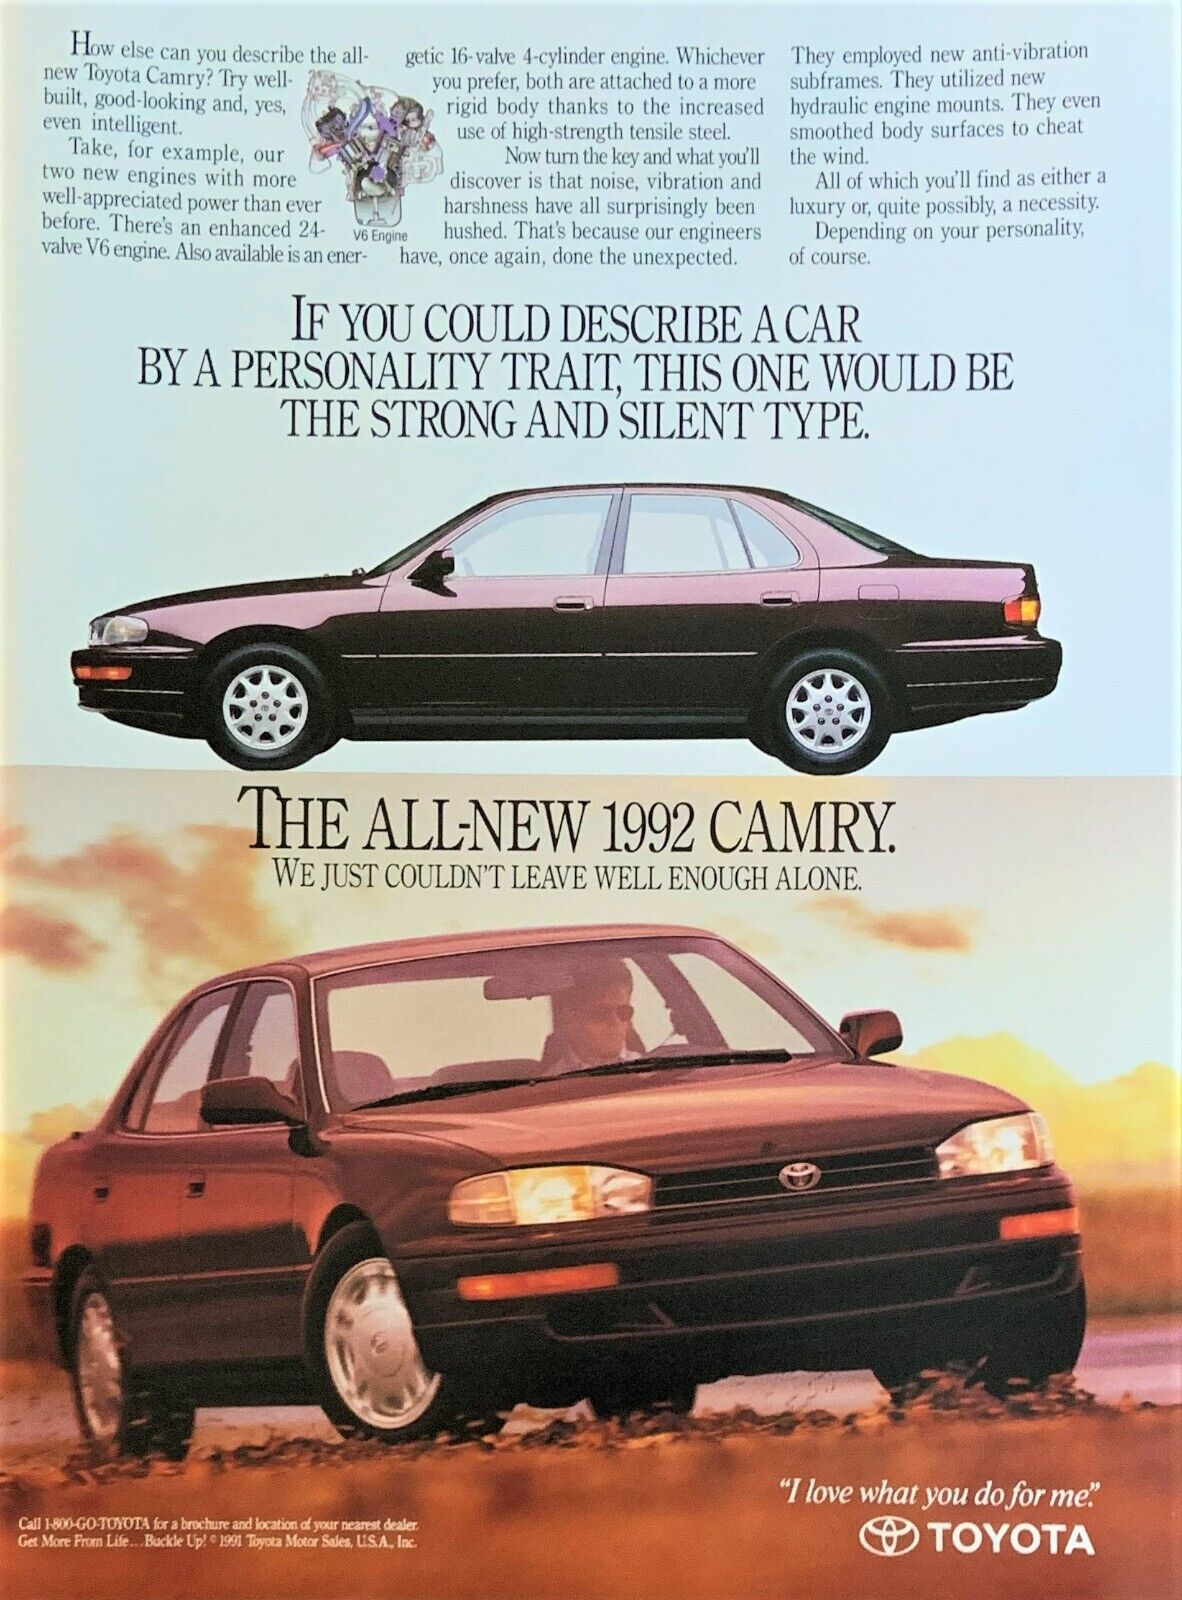 How else can you describe the all-
new Toyota Camry? Try well-
built, good-looking and, yes,
even intelligent.
Take, for example, our
two new engines with more
well-appreciated power than ever
before. There's an enhanced 24-
valve V6 engine. Also available is an ener-
V6 Engine
getic 16-valve 4-cylinder engine. Whichever
you prefer, both are attached to a more
rigid body thanks to the increased
use of high-strength tensile steel.
Now turn the key and what you'll
discover is that noise, vibration and
harshness have all surprisingly been
hushed. That's because our engineers
have, once again, done the unexpected.
They employed new anti-vibration
subframes. They utilized new
hydraulic engine mounts. They even
smoothed body surfaces to cheat
the wind.
All of which you'll find as either a
luxury or, quite possibly, a necessity.
Depending on your personality,
of course.
IF YOU COULD DESCRIBE A CAR
BY A PERSONALITY TRAIT, THIS ONE WOULD BE
THE STRONG AND SILENT TYPE.
THE ALL-NEW 1992 CAMRY.
WE JUST COULDN'T LEAVE WELL ENOUGH ALONE.
"I love what you do for me."
TOYOTA
Call 1-800-GO-TOYOTA for a brochure and location of your nearest dealer.
Get More From Life... Buckle Up! © 1991 Toyota Motor Sales, U.S.A., Inc.